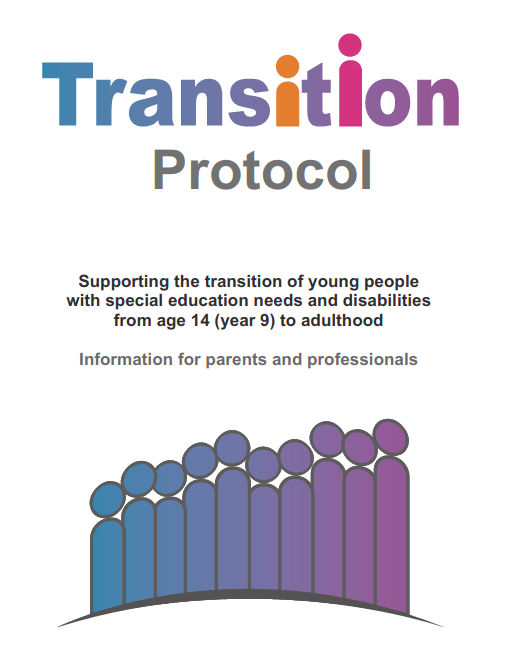 Transition
Protocol
Supporting the transition of young people
with special education needs and disabilities
from age 14 (year 9) to adulthood
Information for parents and professionals